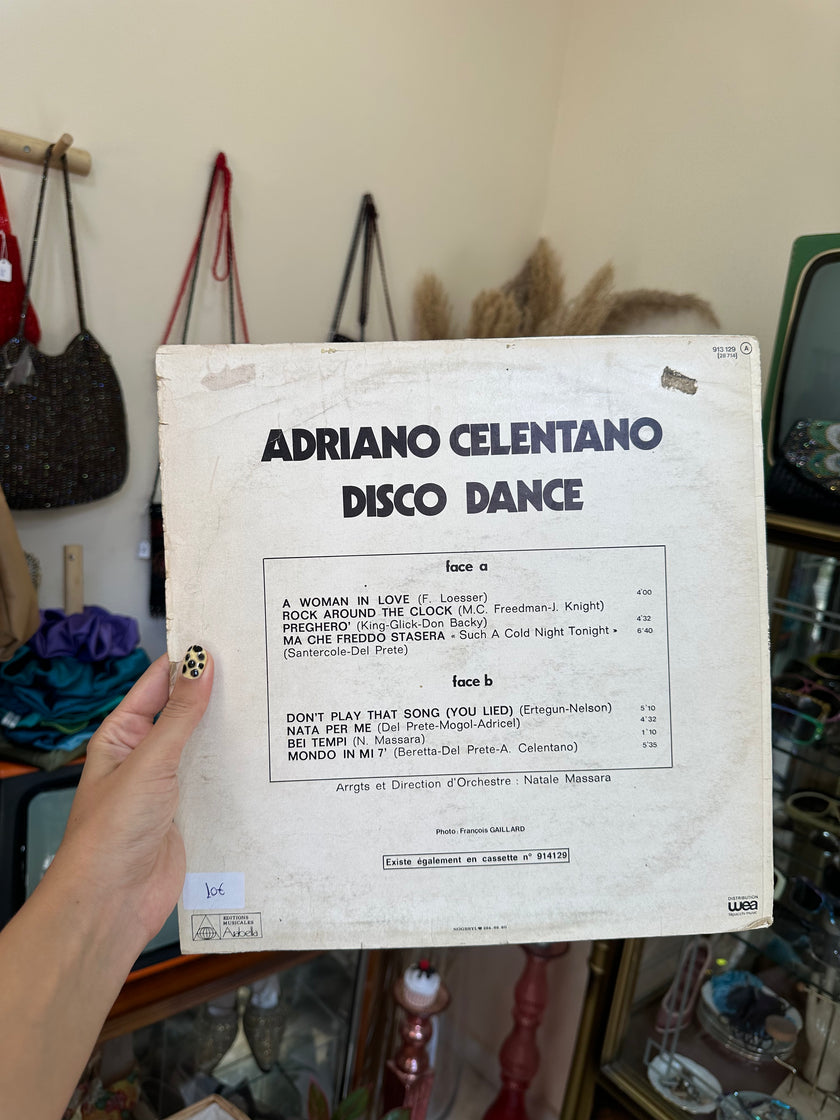 913 129 A
[28 714]
ADRIANO CELENTANO
DISCO DANCE
face a
A WOMAN IN LOVE (F. Loesser) 4'00
ROCK AROUND THE CLOCK (M.C. Freedman-J. Knight)
PREGHERO' (King-Glick-Don Backy) 4'32
MA CHE FREDDO STASERA « Such A Cold Night Tonight » 6'40
(Santercole-Del Prete)
face b
DON'T PLAY THAT SONG (YOU LIED) (Ertegun-Nelson) 5'10
NATA PER ME (Del Prete-Mogol-Adricel) 4'32
BEI TEMPI (N. Massara) 1'10
MONDO IN MI 7' (Beretta-Del Prete-A. Celentano) 5'35
Arrgts et Direction d'Orchestre : Natale Massara
Photo : François GAILLARD
Existe également en cassette n° 914129
10€
EDITIONS
MUSICALES
Arabella
DISTRIBUTION
wea